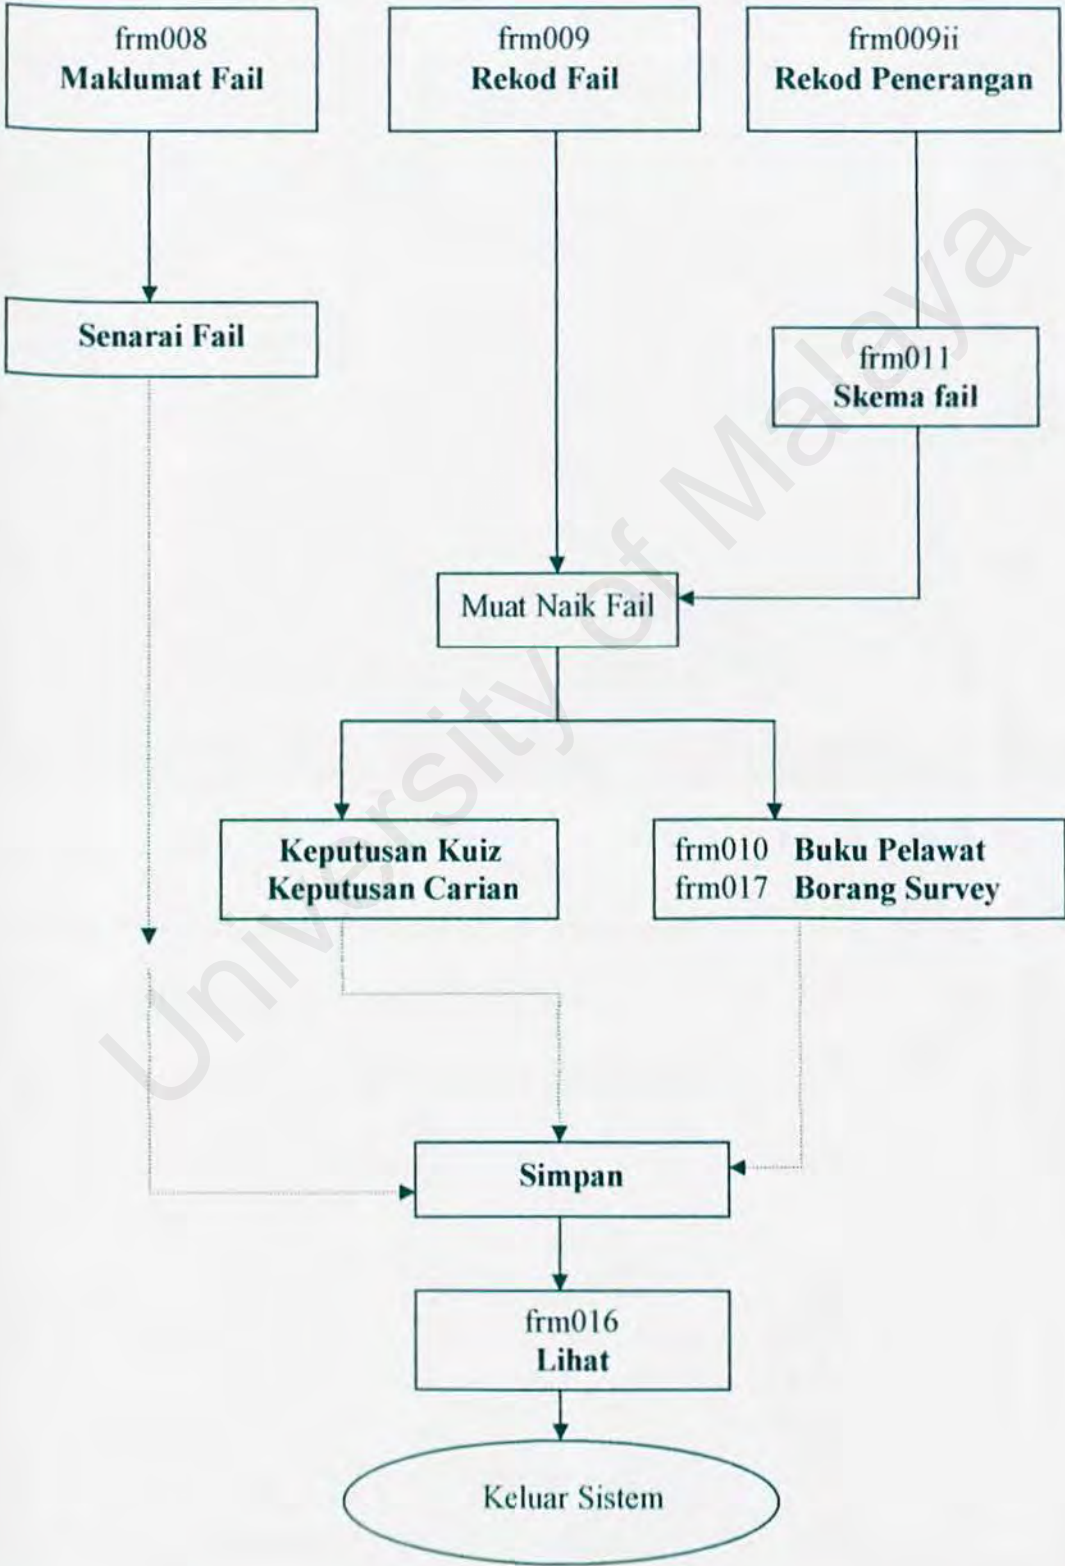 frm008
Maklumat Fail
frm009
Rekod Fail
frm009ii
Rekod Penerangan
Senarai Fail
frm011
Skema fail
Muat Naik Fail
Keputusan Kuiz
Keputusan Carian
frm010 Buku Pelawat
frm017 Borang Survey
Simpan
frm016
Lihat
Keluar Sistem
University of Malaya